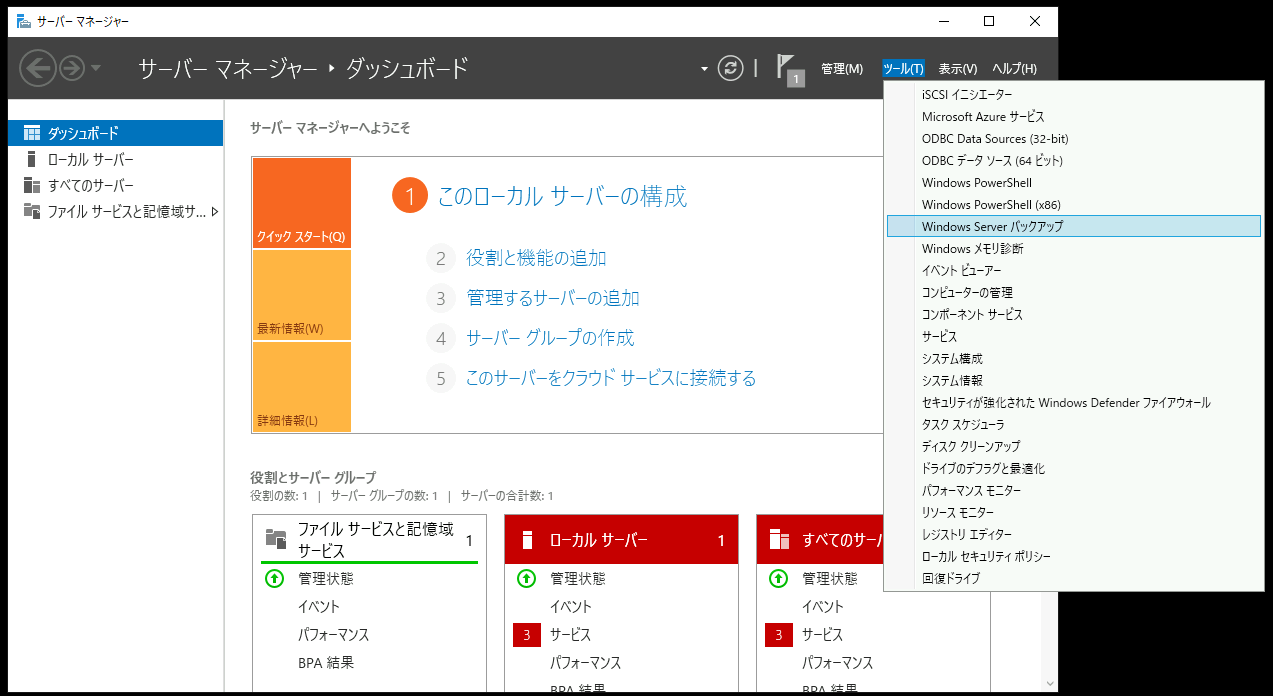 サーバー マネージャー
サーバー マネージャー ‣ ダッシュボード
1
管理(M)
ツール(T)
表示(V)
ヘルプ(H)
ダッシュボード
ローカル サーバー
すべてのサーバー
ファイル サービスと記憶域サ...
サーバー マネージャーへようこそ
クイック スタート(Q)
最新情報(W)
詳細情報(L)
1 このローカル サーバーの構成
2 役割と機能の追加
3 管理するサーバーの追加
4 サーバー グループの作成
5 このサーバーをクラウド サービスに接続する
役割とサーバー グループ
役割の数: 1 | サーバー グループの数: 1 | サーバーの合計数: 1
ファイル サービスと記憶域
サービス
1
管理状態
イベント
パフォーマンス
BPA 結果
ローカル サーバー 1
管理状態
イベント
3 サービス
パフォーマンス
BPA 結果
すべてのサーバ
管理状態
イベント
3 サービス
パフォーマンス
BPA 結果
iSCSI イニシエーター
Microsoft Azure サービス
ODBC Data Sources (32-bit)
ODBC データ ソース (64 ビット)
Windows PowerShell
Windows PowerShell (x86)
Windows Server バックアップ
Windows メモリ診断
イベント ビューアー
コンピューターの管理
コンポーネント サービス
サービス
システム構成
システム情報
セキュリティが強化された Windows Defender ファイアウォール
タスク スケジューラ
ディスク クリーンアップ
ドライブのデフラグと最適化
パフォーマンス モニター
リソース モニター
レジストリ エディター
ローカル セキュリティ ポリシー
回復ドライブ